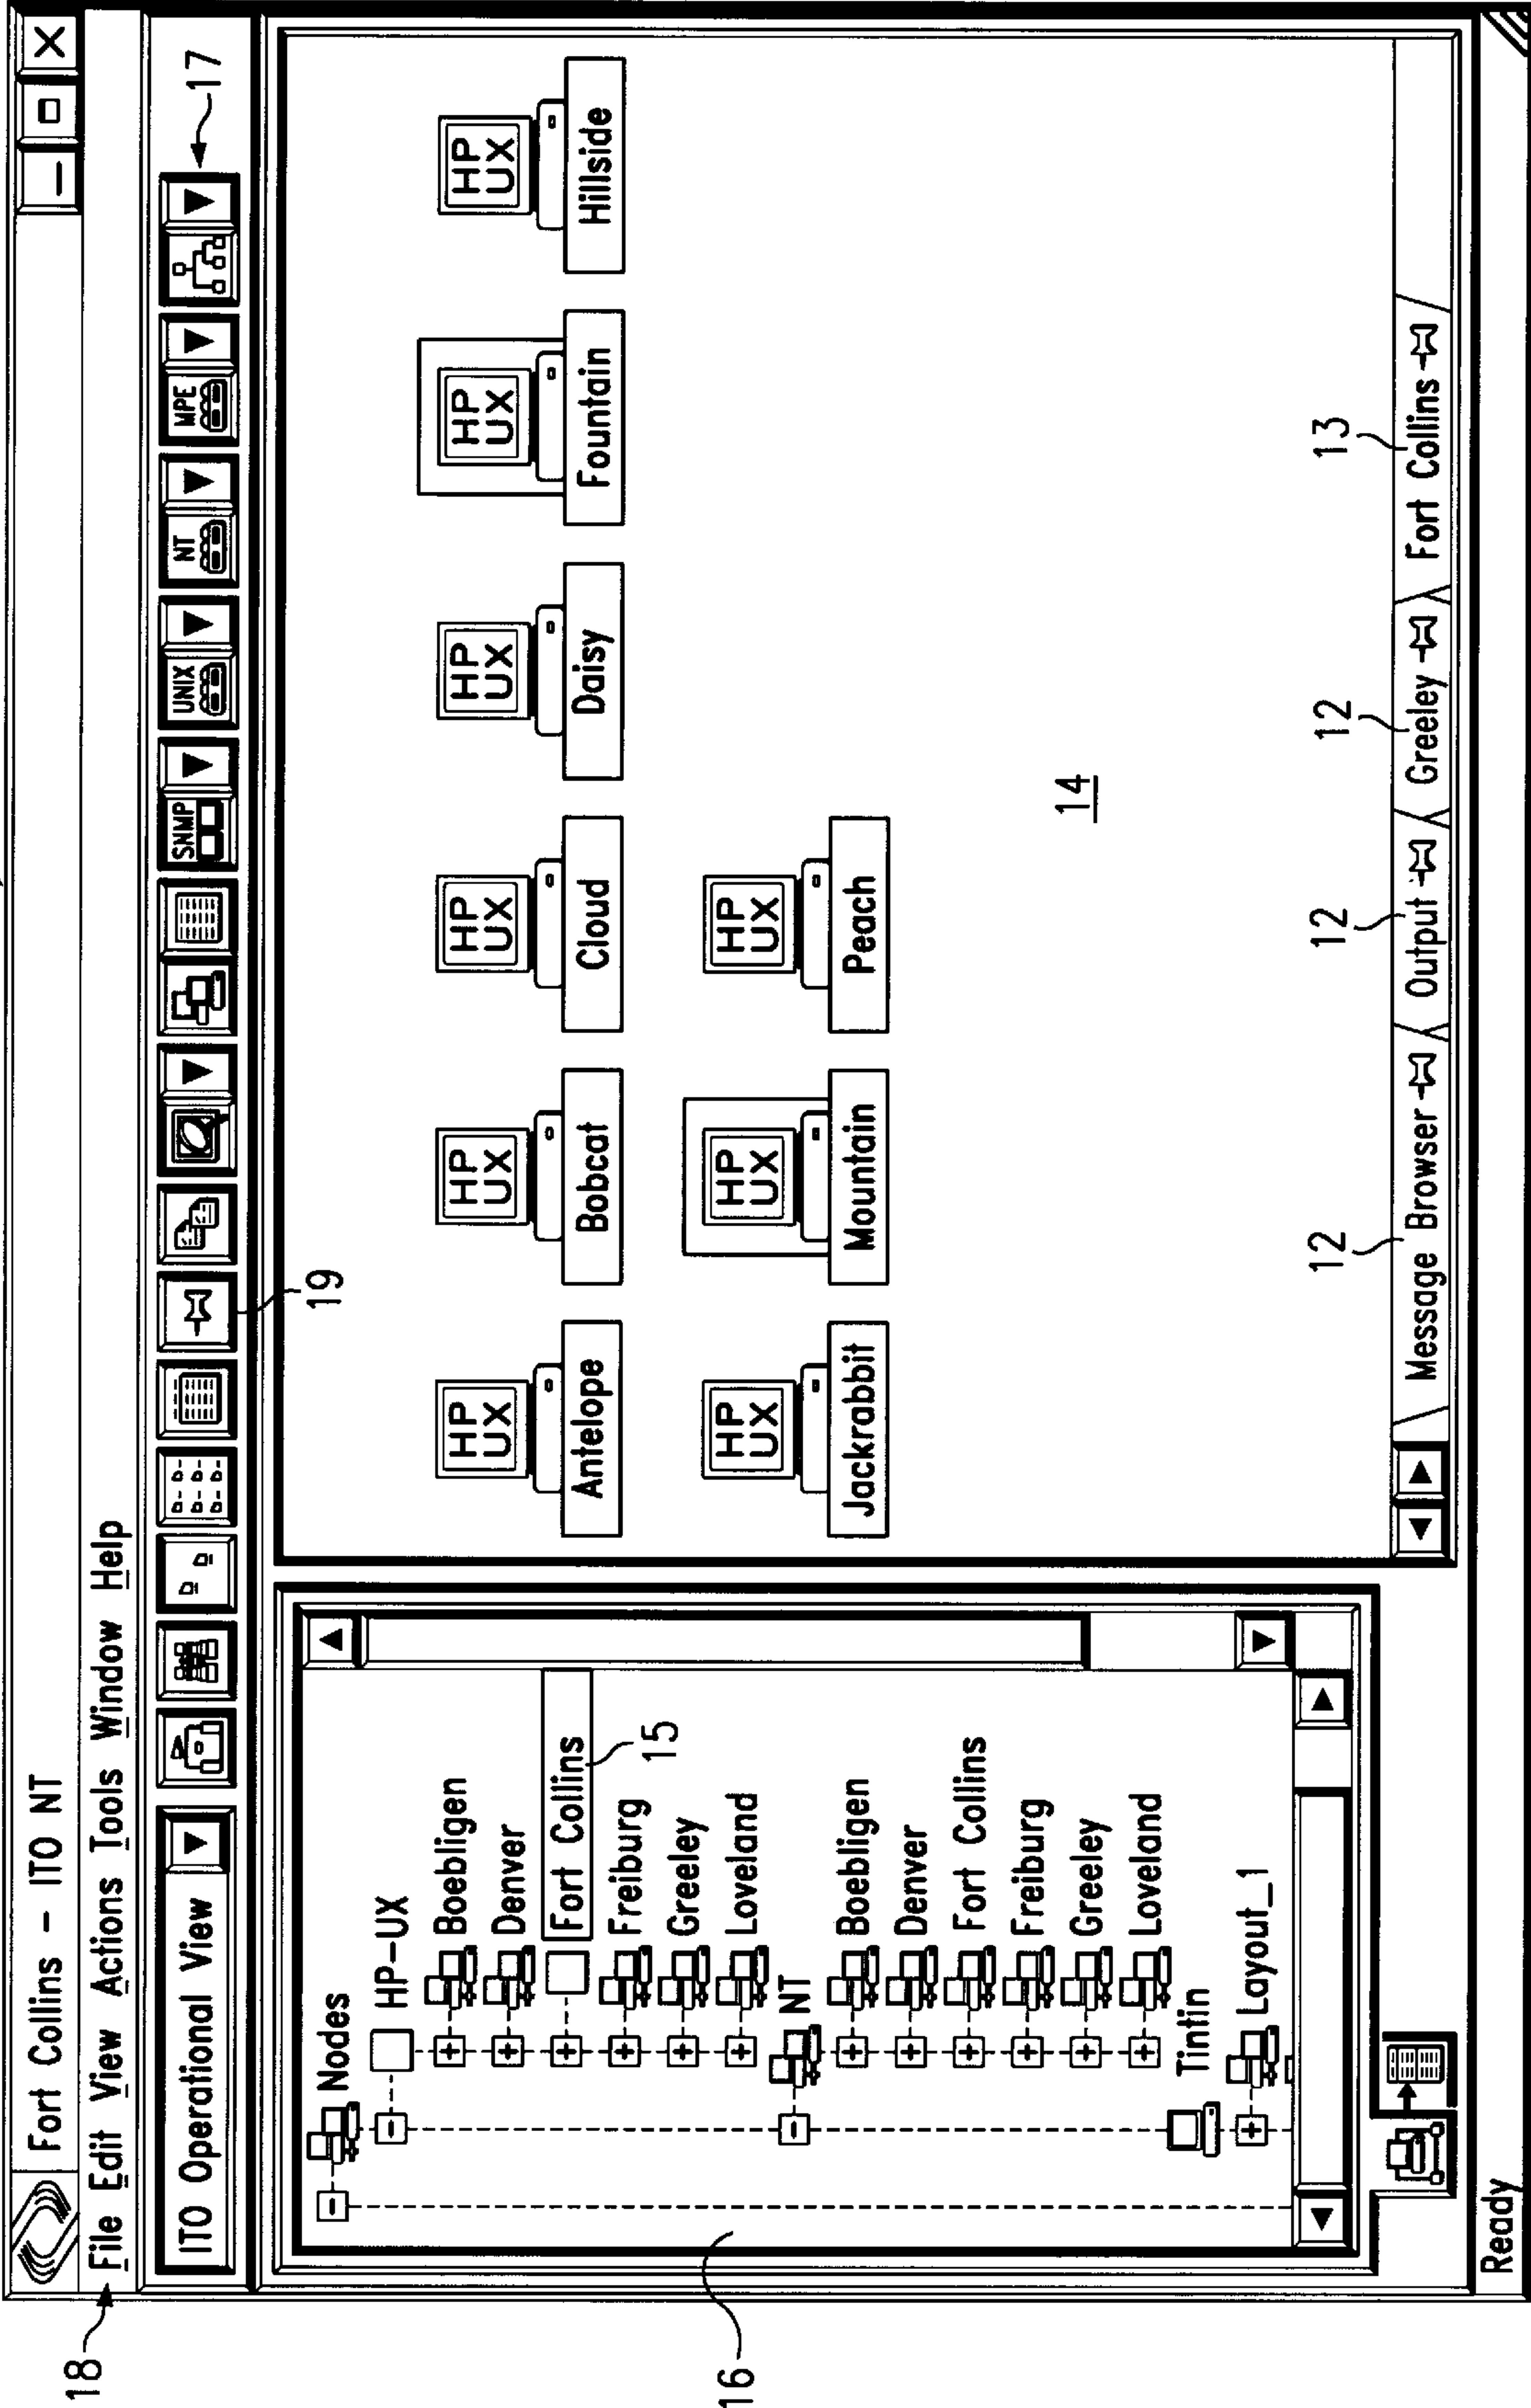 Fort Collins - ITO NT
18
File Edit View Actions Tools Window Help
ITO Operational View
SNMP
UNIX
NT
MPE
17
19
Nodes
HP-UX
Boebligen
Denver
Fort Collins
15
Freiburg
Greeley
Loveland
NT
Boebligen
Denver
Fort Collins
Freiburg
Greeley
Loveland
Tintin
Layout_1
16
HP UX
HP UX
HP UX
HP UX
HP UX
HP UX
Antelope Bobcat Cloud Daisy Fountain Hillside
HP UX
HP UX
HP UX
Jackrabbit Mountain Peach
14
12 12 12 13
Message Browser Output Greeley Fort Collins
Ready